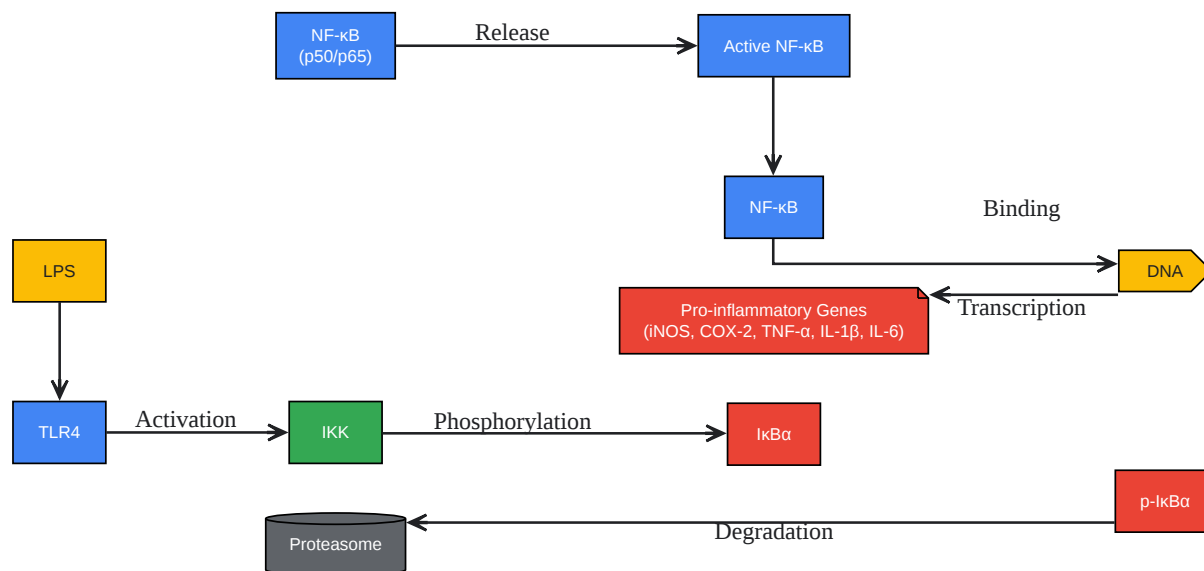 NF-κB
(p50/p65)
Release
Active NF-κB
NF-κB
Binding
LPS
DNA
Pro-inflammatory Genes
(iNOS, COX-2, TNF-α, IL-1β, IL-6)
Transcription
TLR4
Activation
IKK
Phosphorylation
IκBα
p-IκBα
Proteasome
Degradation